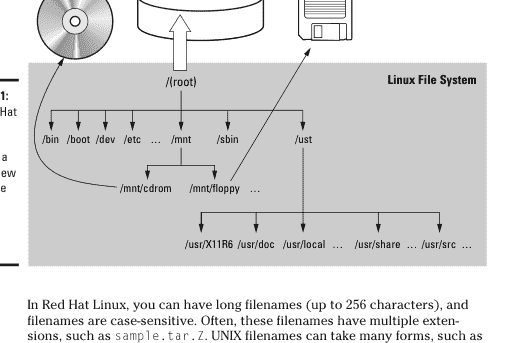 /(root)
Linux File System
1:
Hat
/bin /boot /dev /etc ... /mnt /sbin /ust
a
ew
e
/mnt/cdrom /mnt/floppy ...
/usr/X11R6 /usr/doc /usr/local ... /usr/share ... /usr/src ...
In Red Hat Linux, you can have long filenames (up to 256 characters), and
filenames are case-sensitive. Often, these filenames have multiple exten-
sions, such as sample.tar.Z. UNIX filenames can take many forms, such as